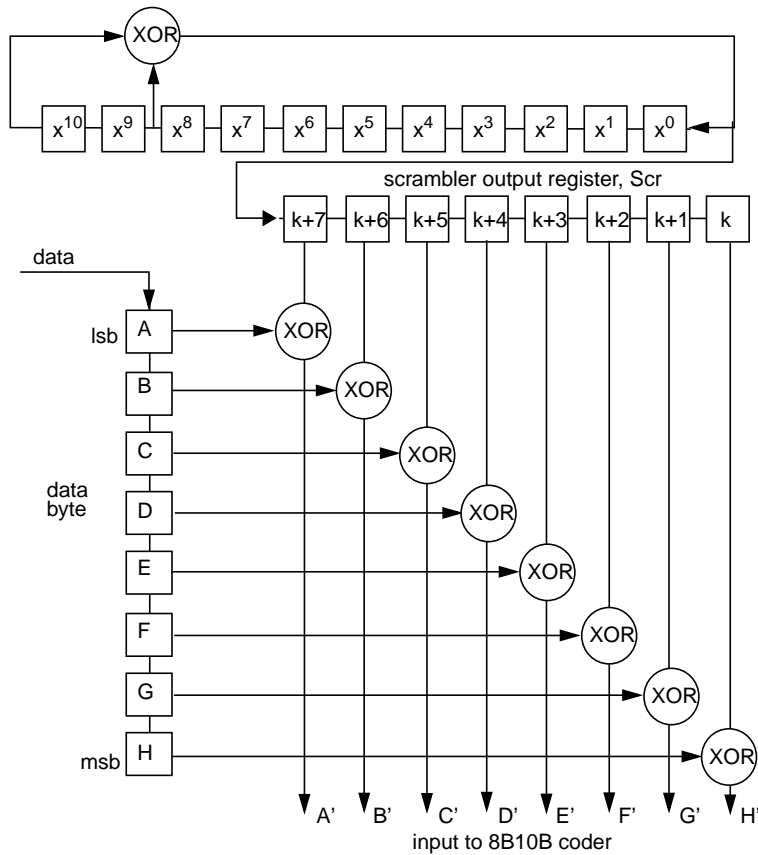 XOR
x¹⁰ x⁹ x⁸ x⁷ x⁶ x⁵ x⁴ x³ x² x¹ x⁰
scrambler output register, Scr
k+7 k+6 k+5 k+4 k+3 k+2 k+1 k
data
lsb A XOR
B XOR
C XOR
data
byte
D XOR
E XOR
F XOR
G XOR
msb H XOR
A’ B’ C’ D’ E’ F’ G’ H’
input to 8B10B coder